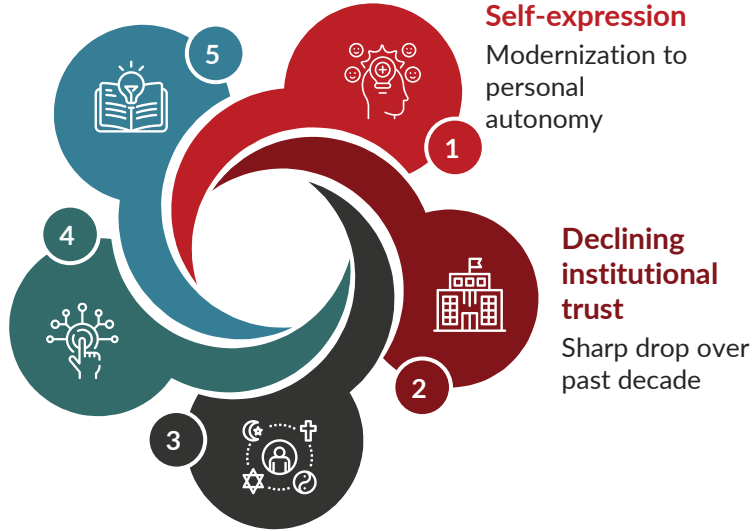 Self-expression
Modernization to
personal
autonomy
1
Declining
institutional
trust
Sharp drop over
past decade
2
3
4
5